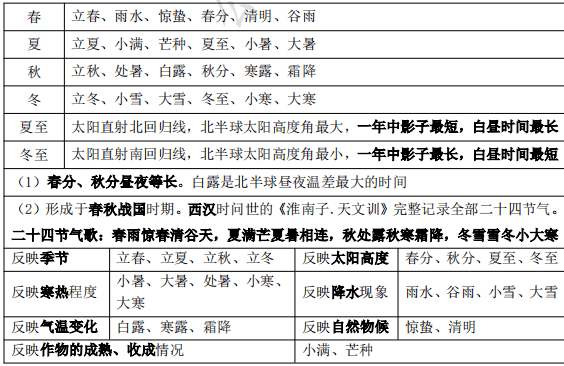 春 立春、雨水、惊蛰、春分、清明、谷雨
夏 立夏、小满、芒种、夏至、小暑、大暑
秋 立秋、处暑、白露、秋分、寒露、霜降
冬 立冬、小雪、大雪、冬至、小寒、大寒
夏至 太阳直射北回归线，北半球太阳高度角最大，一年中影子最短，白昼时间最长
冬至 太阳直射南回归线，北半球太阳高度角最小，一年中影子最长，白昼时间最短
（1）春分、秋分昼夜等长。白露是北半球昼夜温差最大的时间
（2）形成于春秋战国时期。西汉时问世的《淮南子.天文训》完整记录全部二十四节气。
二十四节气歌：春雨惊春清谷天，夏满芒夏暑相连，秋处露秋寒霜降，冬雪雪冬小大寒
反映季节 立春、立夏、立秋、立冬 反映太阳高度 春分、秋分、夏至、冬至
反映寒热程度 小暑、大暑、处暑、小寒、 反映降水现象 雨水、谷雨、小雪、大雪
大寒
反映气温变化 白露、寒露、霜降 反映自然物候 惊蛰、清明
反映作物的成熟、收成情况 小满、芒种